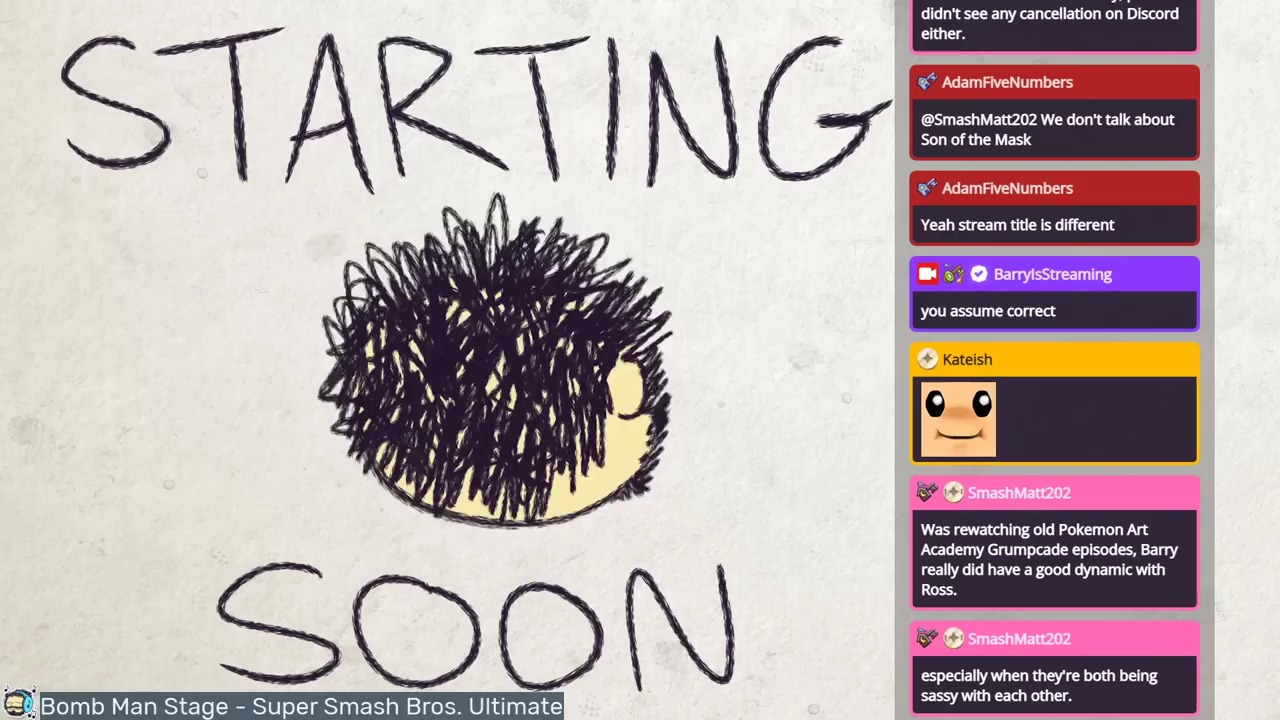 STARTING
SOON
didn't see any cancellation on Discord
either.
AdamFiveNumbers
@SmashMatt202 We don't talk about
Son of the Mask
AdamFiveNumbers
Yeah stream title is different
BarryIsStreaming
you assume correct
Kateish
SmashMatt202
Was rewatching old Pokemon Art
Academy Grumpcade episodes, Barry
really did have a good dynamic with
Ross.
SmashMatt202
especially when they're both being
sassy with each other.
Bomb Man Stage - Super Smash Bros. Ultimate